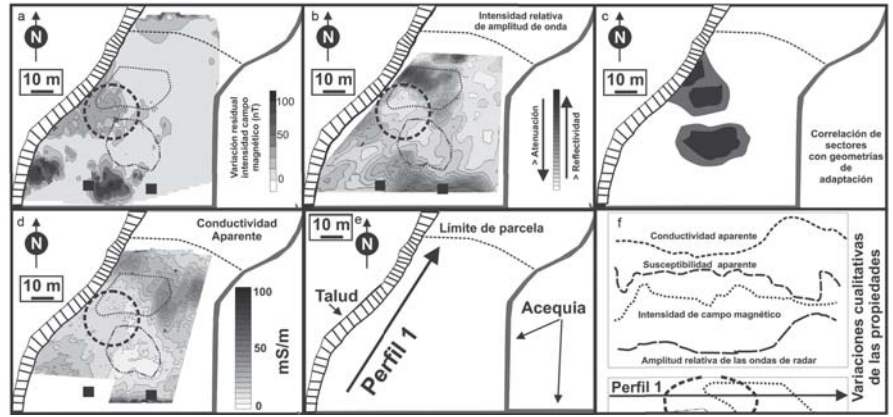 a
N
10 m
Variación residual
intensidad campo
magnético (nT)
100
50
0
b
N
10 m
Intensidad relativa
de amplitud de onda
> Atenuación
> Reflectividad
c
N
10 m
Correlación de
sectores
con geometrías
de
adaptación
d
N
10 m
Conductividad
Aparente
100
50
0
mS/m
e
N
10 m
Límite de parcela
Talud
Acequia
Perfil 1
f
Conductividad aparente
Susceptibilidad aparente
Intensidad de campo magnético
Amplitud relativa de las ondas de radar
Perfil 1
Variaciones cualitativas
de las propiedades